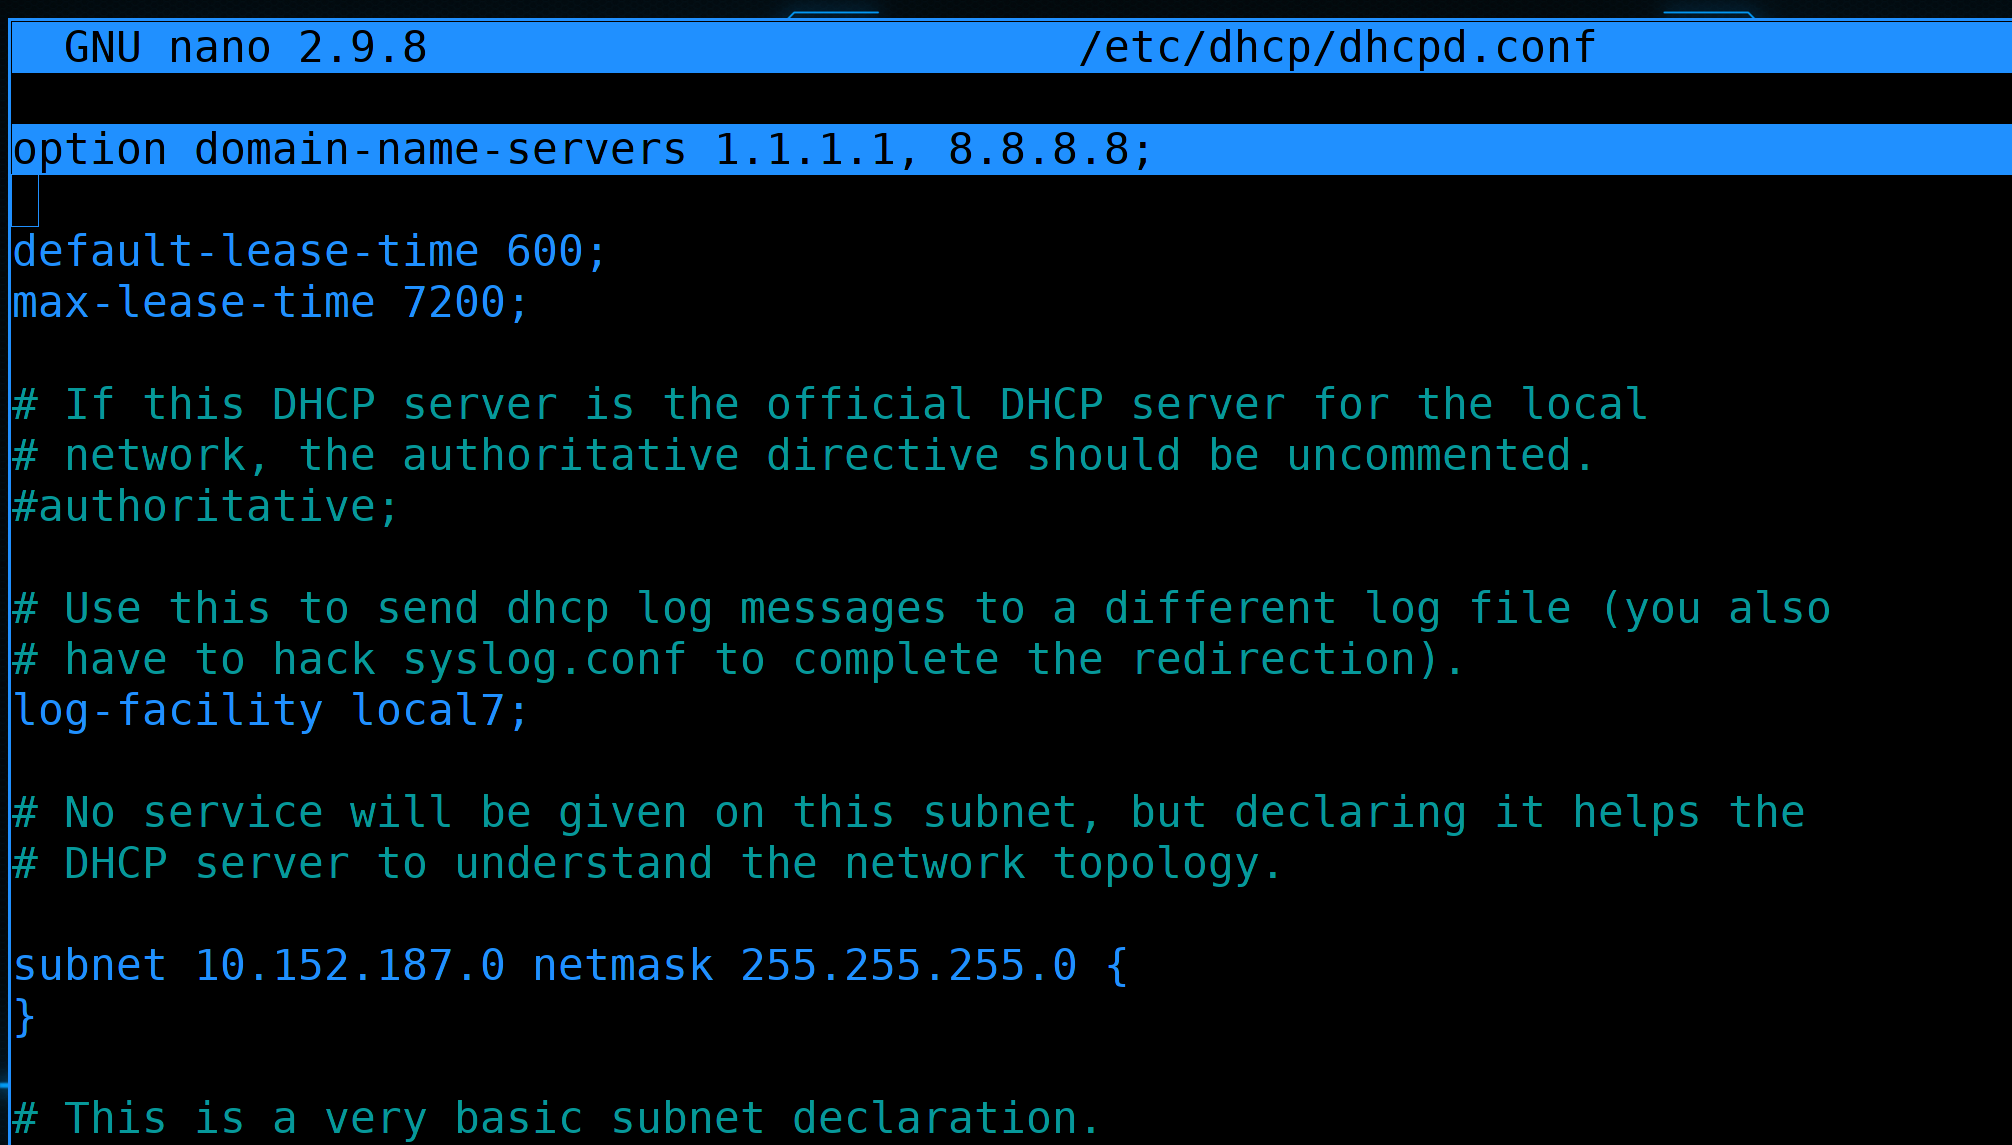 GNU nano 2.9.8 /etc/dhcp/dhcpd.conf
option domain-name-servers 1.1.1.1, 8.8.8.8;
default-lease-time 600;
max-lease-time 7200;
# If this DHCP server is the official DHCP server for the local
# network, the authoritative directive should be uncommented.
#authoritative;
# Use this to send dhcp log messages to a different log file (you also
# have to hack syslog.conf to complete the redirection).
log-facility local7;
# No service will be given on this subnet, but declaring it helps the
# DHCP server to understand the network topology.
subnet 10.152.187.0 netmask 255.255.255.0 {
}
# This is a very basic subnet declaration.